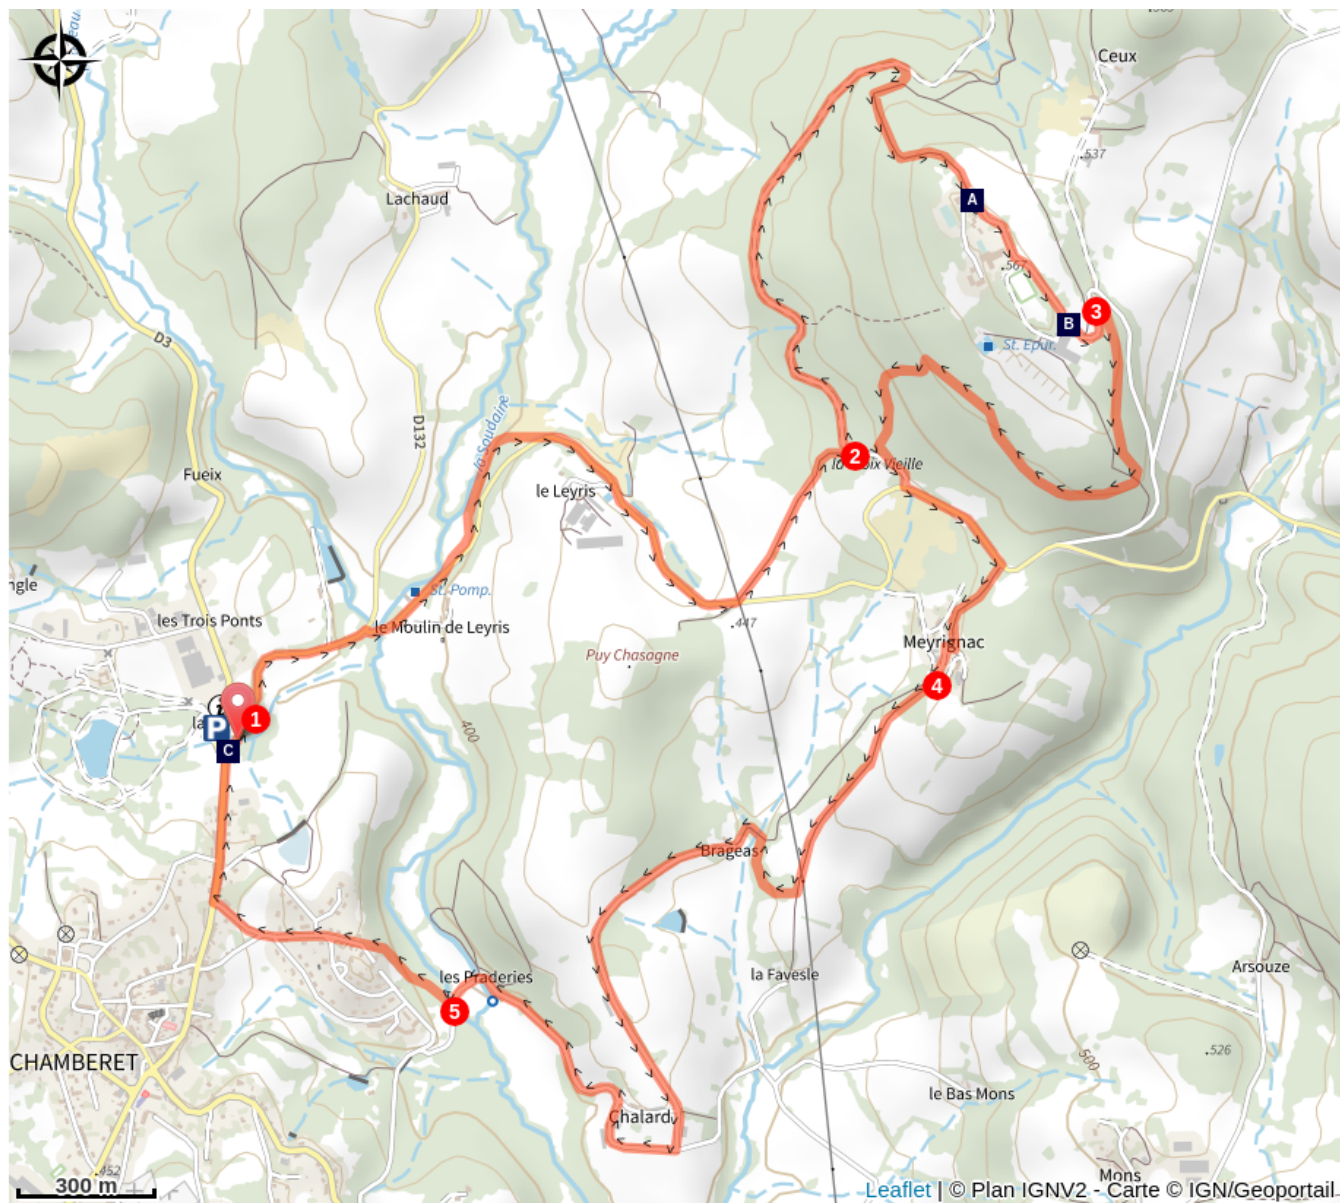 Ceux
537
Lachaud
A
567
3
B
St. Epur.
D3
D132
la Soudaine
2
Fueix
le Leyris
ngle
St. Pomp.
les Trois Ponts
le Moulin de Leyris
447
Puy Chasagne
Meyrignac
4
1
P
C
400
Brageas
les Praderies
la Favesle
Arsouze
5
CHAMBERET
526
500
le Bas Mons
Chalard
452
Mons
300 m
Leaflet | © Plan IGNV2 - Carte © IGN/Geoportail